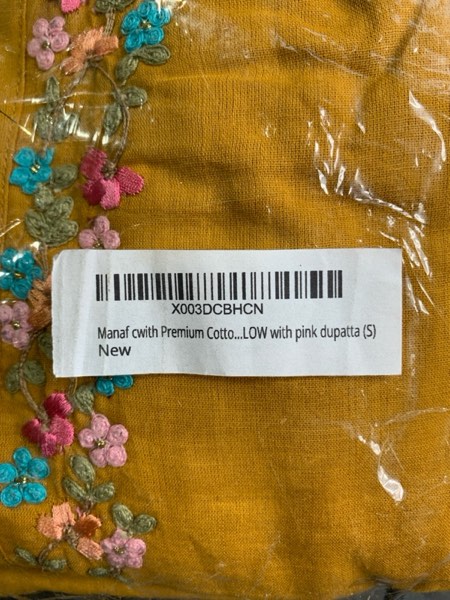 X003DCBHCN
Manaf cwith Premium Cotto...LOW with pink dupatta (S)
New